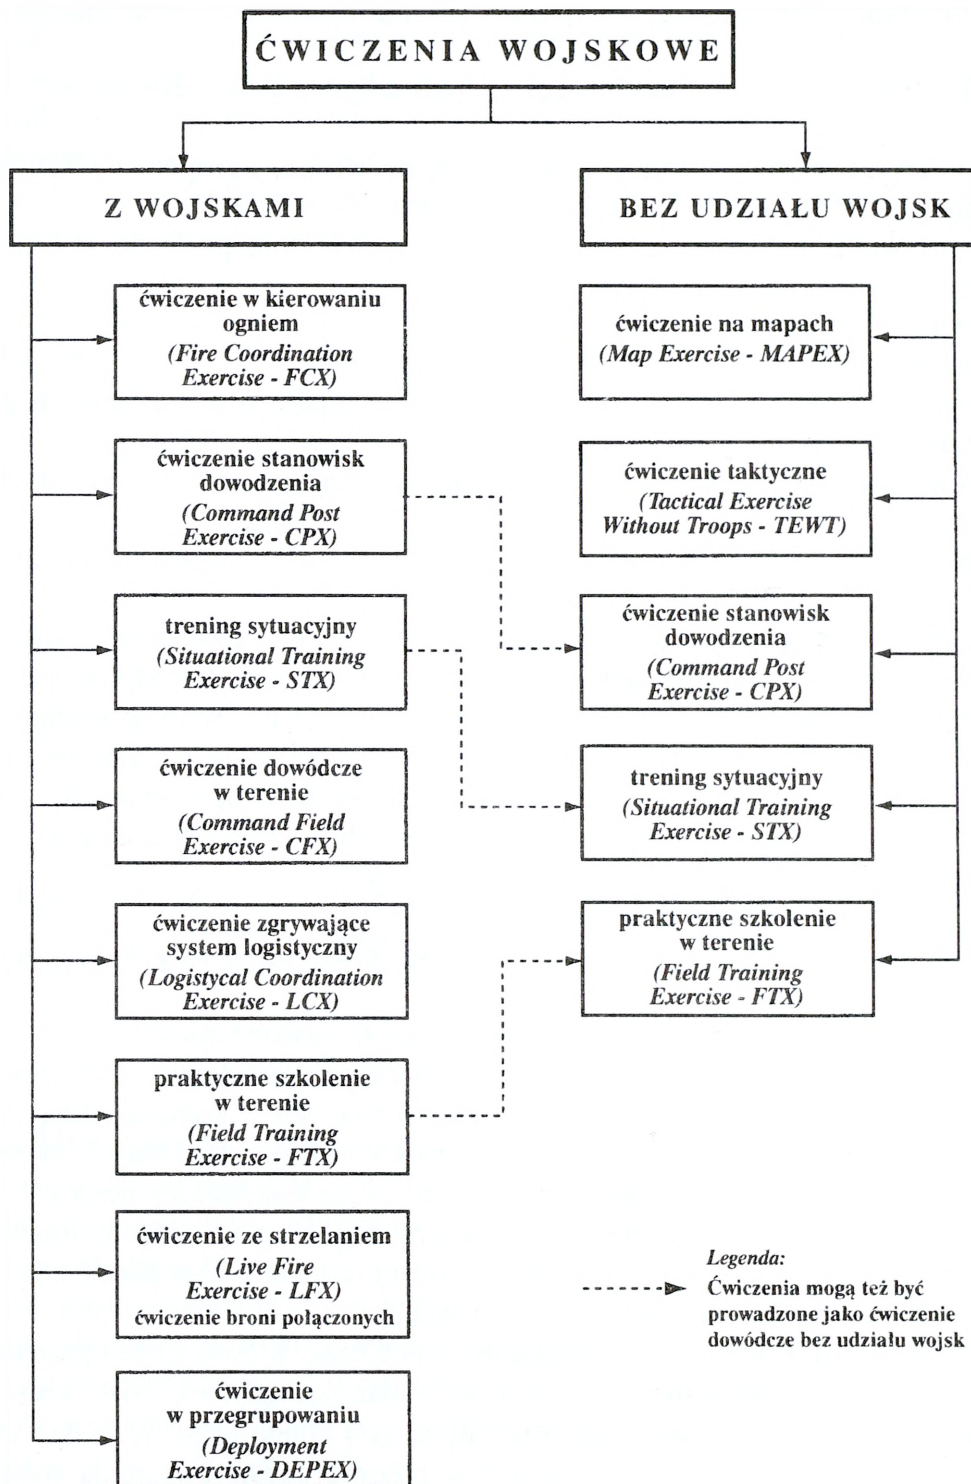 ĆWICZENIA WOJSKOWE
Z WOJSKAMI
ćwiczenie w kierowaniu
ogniem
(Fire Coordination
Exercise - FCX)
ćwiczenie stanowisk
dowodzenia
(Command Post
Exercise - CPX)
trening sytuacyjny
(Situational Training
Exercise - STX)
ćwiczenie dowódcze
w terenie
(Command Field
Exercise - CFX)
ćwiczenie zgrywające
system logistyczny
(Logistycal Coordination
Exercise - LCX)
praktyczne szkolenie
w terenie
(Field Training
Exercise - FTX)
ćwiczenie ze strzelaniem
(Live Fire
Exercise - LFX)
ćwiczenie broni połączonych
ćwiczenie
w przegrupowaniu
(Deployment
Exercise - DEPEX)
BEZ UDZIAŁU WOJSK
ćwiczenie na mapach
(Map Exercise - MAPEX)
ćwiczenie taktyczne
(Tactical Exercise
Without Troops - TEWT)
ćwiczenie stanowisk
dowodzenia
(Command Post
Exercise - CPX)
trening sytuacyjny
(Situational Training
Exercise - STX)
praktyczne szkolenie
w terenie
(Field Training
Exercise - FTX)
Legenda:
Ćwiczenia mogą też być
prowadzone jako ćwiczenie
dowódcze bez udziału wojsk